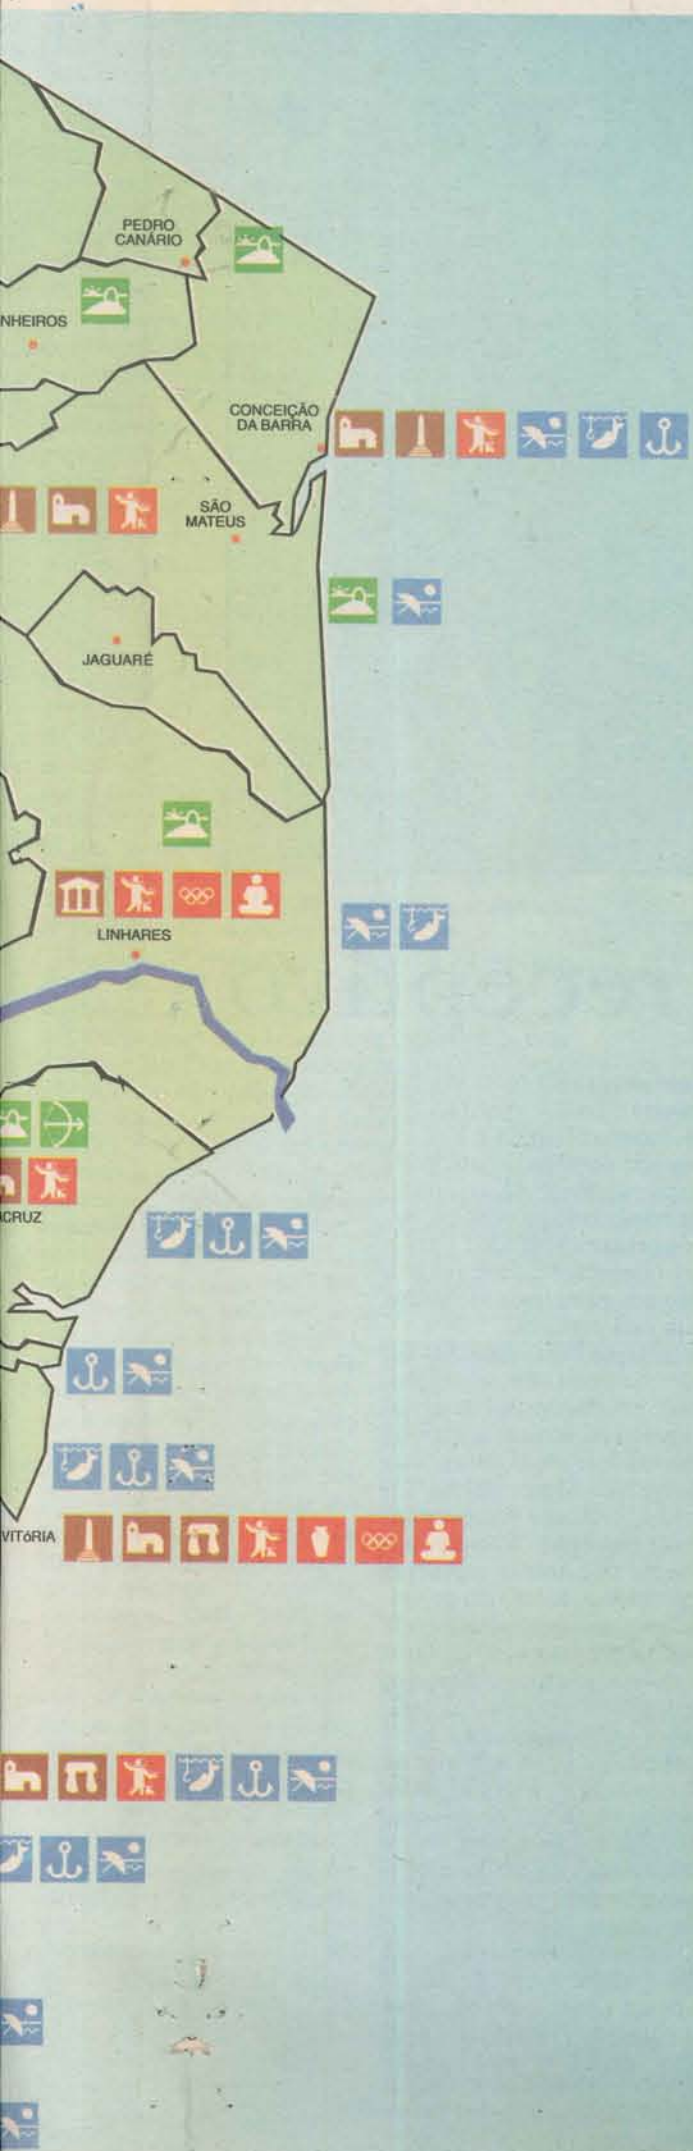 PEDRO
CANÁRIO
NHEIROS
CONCEIÇÃO
DA BARRA
SÃO
MATEUS
JAGUARÉ
LINHARES
CRUZ
VITÓRIA